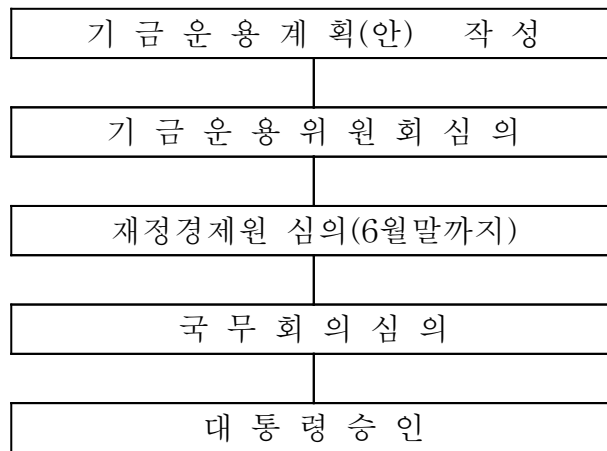 기 금 운 용 계 획(안) 작 성
기 금 운 용 위 원 회 심 의
재정경제원 심의(6월말까지)
국 무 회 의 심 의
대 통 령 승 인